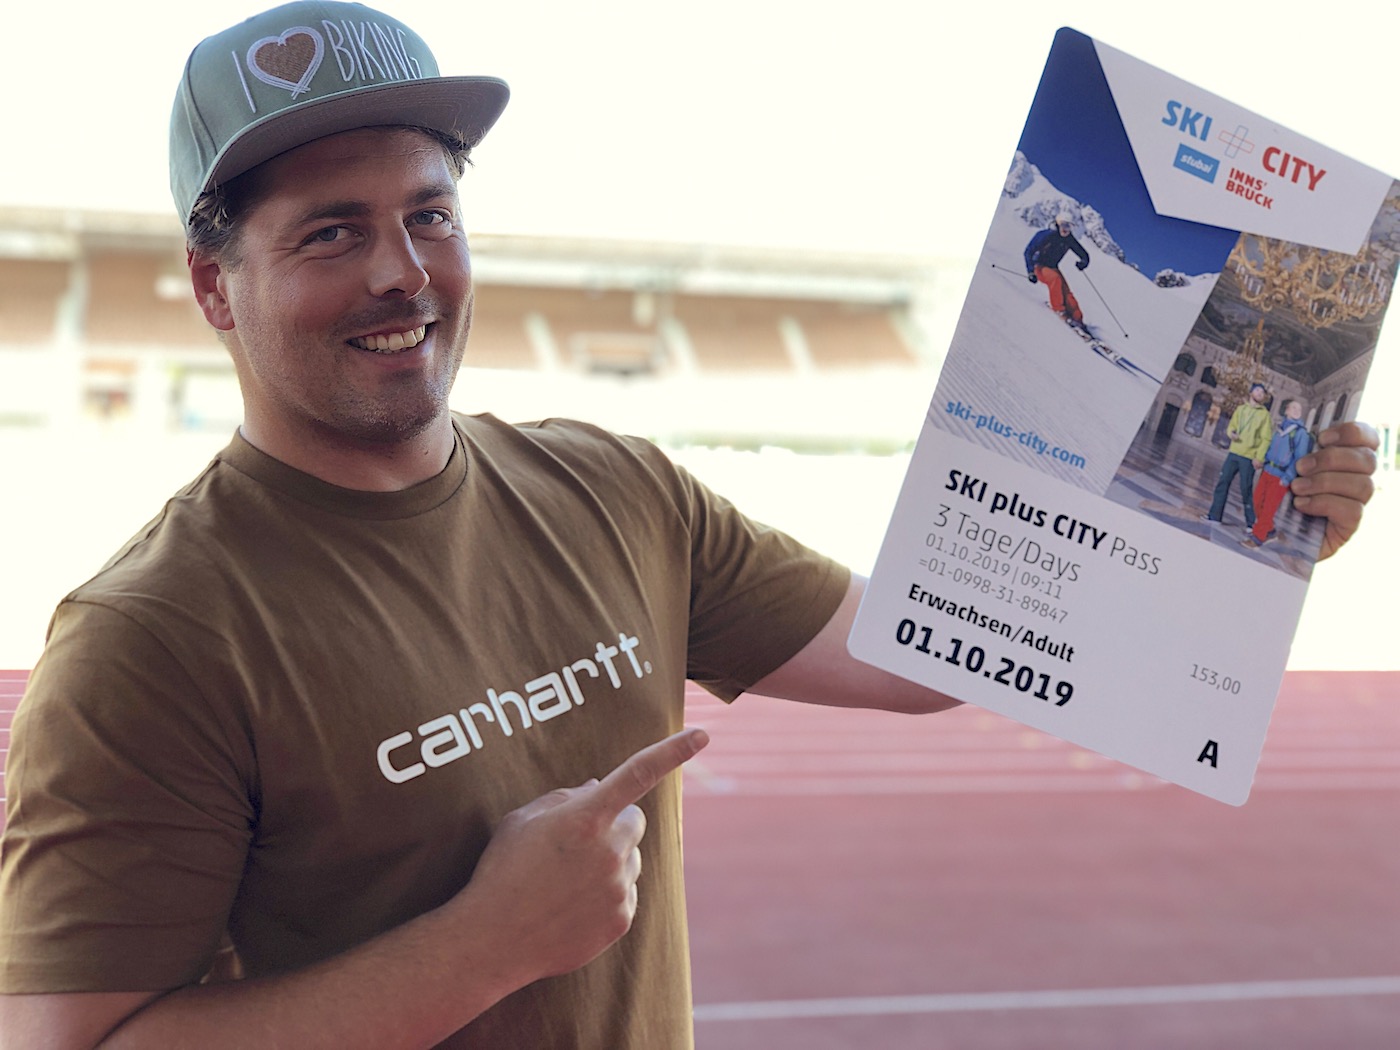 I BIKING
SKI CITY
stubai
INNS'
BRUCK
ski-plus-city.com
SKI plus CITY Pass
3 Tage/Days
01.10.2019 | 09:11
=01-0998-31-89847
Erwachsen/Adult
01.10.2019
153,00
A
carhartt®